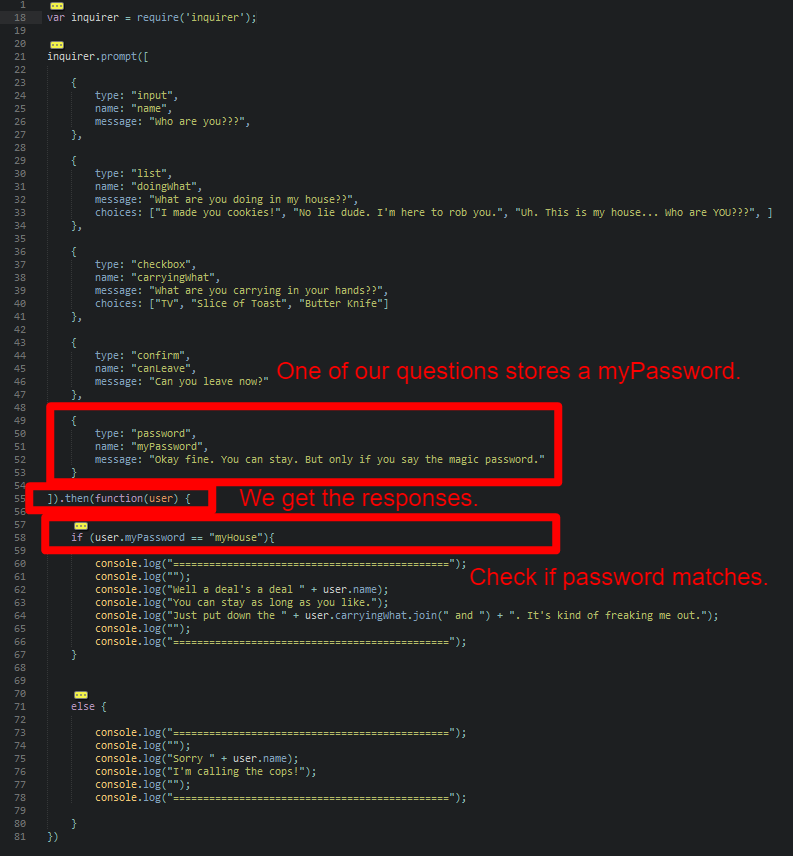 1
18 var inquirer = require('inquirer');
19
20
21 inquirer.prompt([
22
23 {
24 type: "input",
25 name: "name",
26 message: "Who are you???",
27 },
28
29 {
30 type: "list",
31 name: "doingWhat",
32 message: "What are you doing in my house??",
33 choices: ["I made you cookies!", "No lie dude. I'm here to rob you.", "Uh. This is my house... Who are YOU???", ]
34 },
35
36 {
37 type: "checkbox",
38 name: "carryingWhat",
39 message: "What are you carrying in your hands??",
40 choices: ["TV", "Slice of Toast", "Butter Knife"]
41 },
42
43 {
44 type: "confirm",
45 name: "canLeave",
46 message: "Can you leave now?"
One of our questions stores a myPassword.
47 },
48
49 {
50 type: "password",
51 name: "myPassword",
52 message: "Okay fine. You can stay. But only if you say the magic password."
53 }
54
55 ]).then(function(user) {
We get the responses.
56
57
58 if (user.myPassword == "myHouse"){
59
60 console.log("==============================================");
Check if password matches.
61 console.log("");
62 console.log("Well a deal's a deal " + user.name);
63 console.log("You can stay as long as you like.");
64 console.log("Just put down the " + user.carryingWhat.join(" and ") + ". It's kind of freaking me out.");
65 console.log("");
66 console.log("==============================================");
67 }
68
69
70
71 else {
72
73 console.log("==============================================");
74 console.log("");
75 console.log("Sorry " + user.name);
76 console.log("I'm calling the cops!");
77 console.log("");
78 console.log("==============================================");
79
80 }
81 })